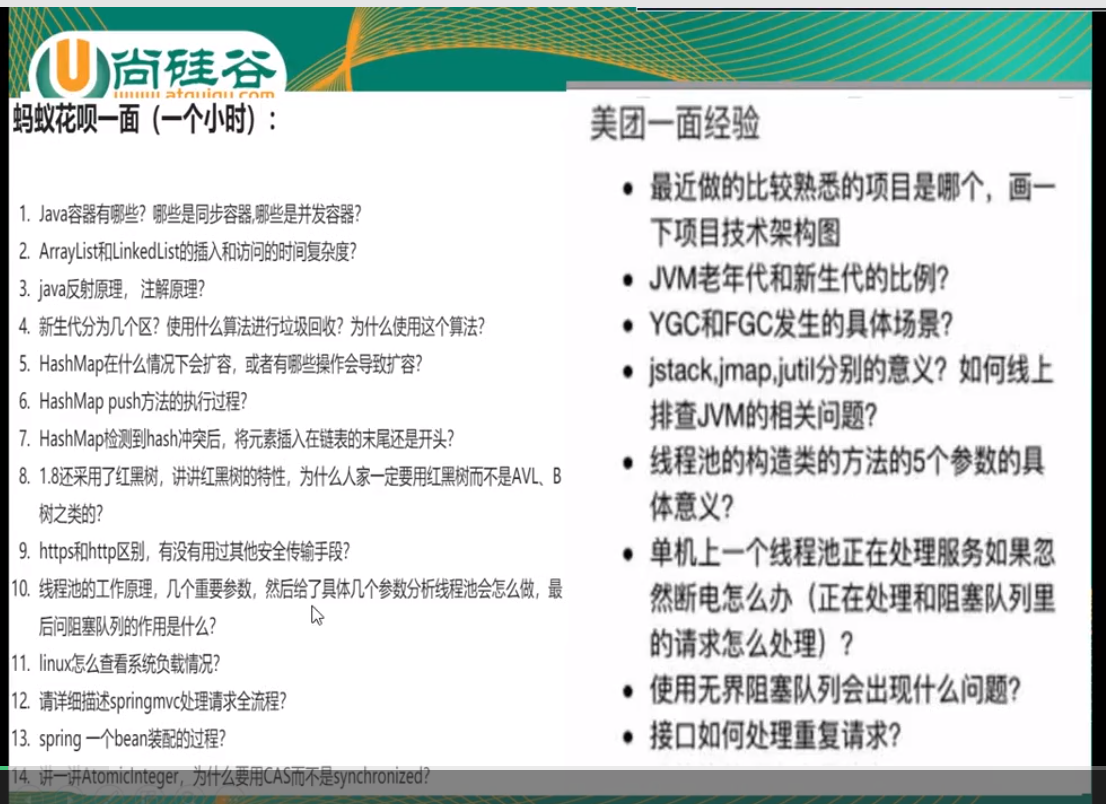 尚硅谷
www.atguigu.com
蚂蚁花呗一面（一个小时）:
1. Java容器有哪些？哪些是同步容器,哪些是并发容器？
2. ArrayList和LinkedList的插入和访问的时间复杂度？
3. java反射原理， 注解原理？
4. 新生代分为几个区？使用什么算法进行垃圾回收？为什么使用这个算法？
5. HashMap在什么情况下会扩容，或者有哪些操作会导致扩容？
6. HashMap push方法的执行过程？
7. HashMap检测到hash冲突后，将元素插入在链表的末尾还是开头？
8. 1.8还采用了红黑树，讲讲红黑树的特性，为什么人家一定要用红黑树而不是AVL、B
树之类的？
9. https和http区别，有没有用过其他安全传输手段？
10. 线程池的工作原理，几个重要参数，然后给了具体几个参数分析线程池会怎么做，最
后问阻塞队列的作用是什么？
11. linux怎么查看系统负载情况？
12. 请详细描述springmvc处理请求全流程？
13. spring 一个bean装配的过程？
14. 讲一讲AtomicInteger，为什么要用CAS而不是synchronized？
美团一面经验
• 最近做的比较熟悉的项目是哪个，画一
下项目技术架构图
• JVM老年代和新生代的比例？
• YGC和FGC发生的具体场景？
• jstack,jmap,jutil分别的意义？如何线上
排查JVM的相关问题？
• 线程池的构造类的方法的5个参数的具
体意义？
• 单机上一个线程池正在处理服务如果忽
然断电怎么办（正在处理和阻塞队列里
的请求怎么处理）？
• 使用无界阻塞队列会出现什么问题？
• 接口如何处理重复请求？